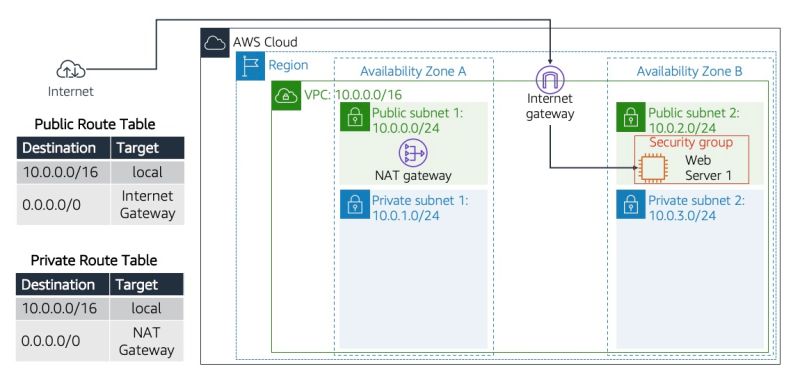 AWS Cloud
Region
Availability Zone A
Availability Zone B
Internet
Internet
gateway
VPC: 10.0.0.0/16
Public subnet 1:
10.0.0.0/24
NAT gateway
Public subnet 2:
10.0.2.0/24
Security group
Web
Server 1
Private subnet 1:
10.0.1.0/24
Private subnet 2:
10.0.3.0/24
Public Route Table
Destination Target
10.0.0.0/16 local
0.0.0.0/0 Internet
Gateway
Private Route Table
Destination Target
10.0.0.0/16 local
0.0.0.0/0 NAT
Gateway